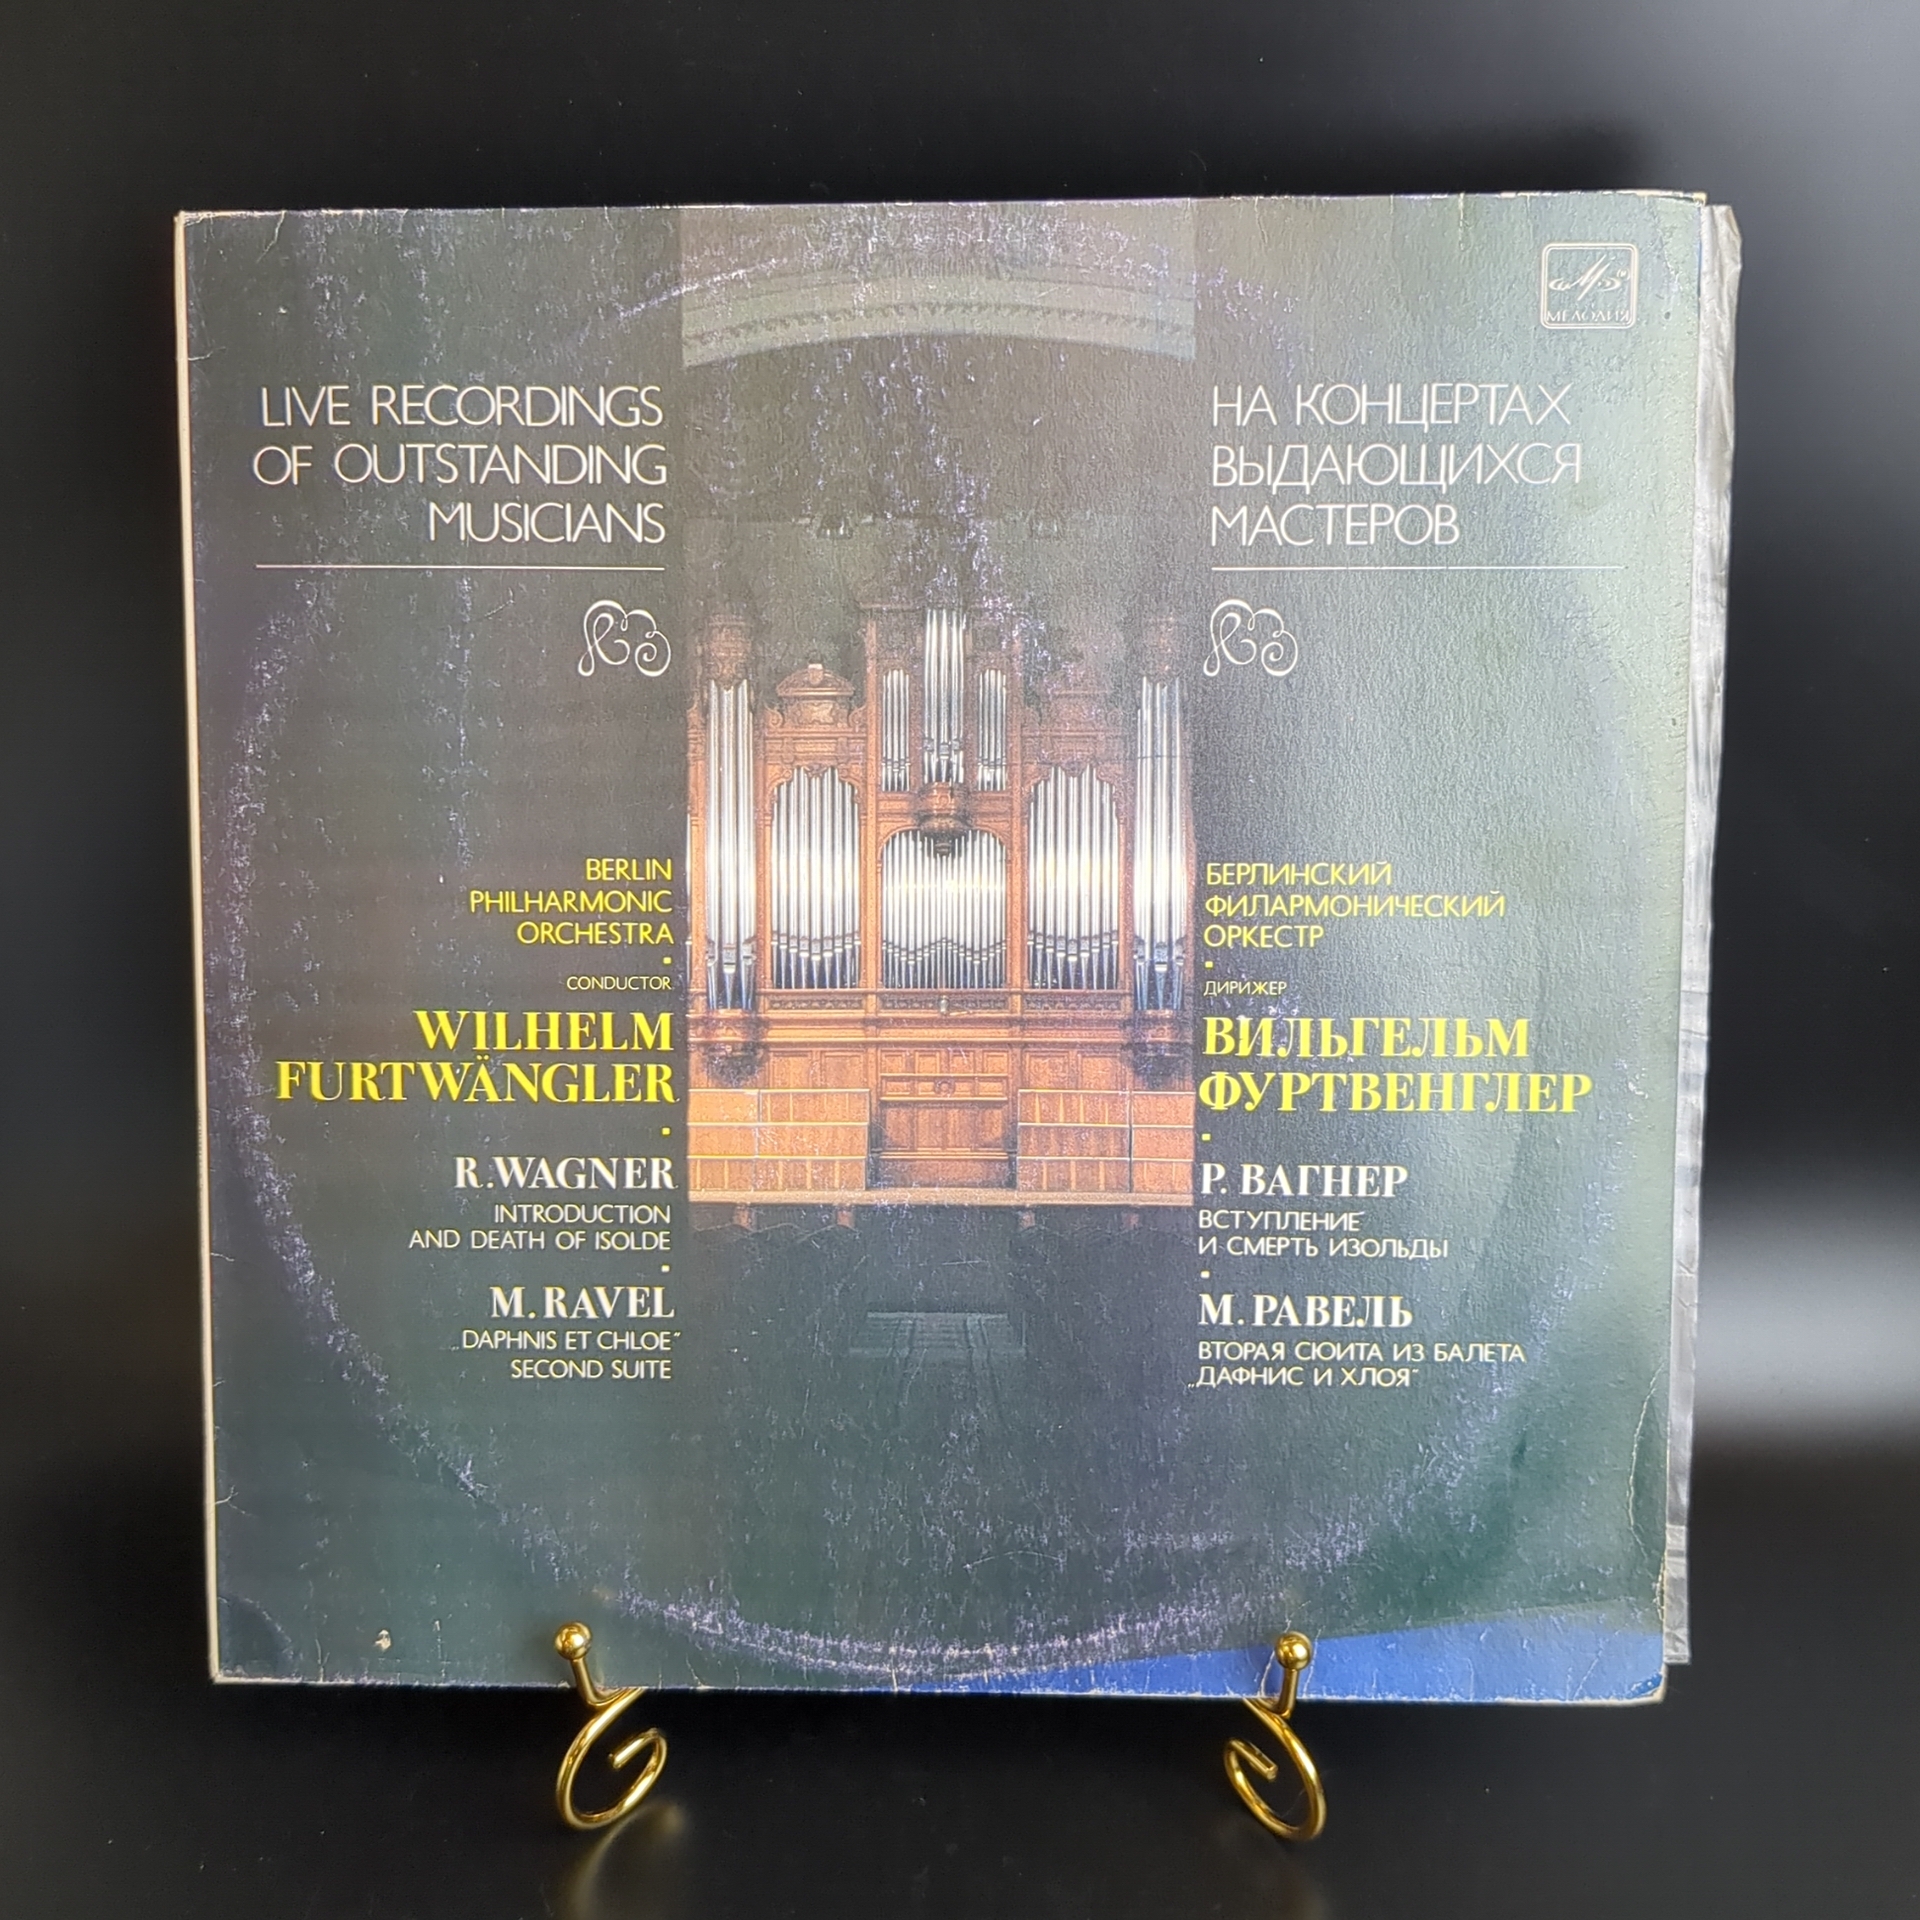 МЕЛОДИЯ
LIVE RECORDINGS
OF OUTSTANDING
MUSICIANS
BERLIN
PHILHARMONIC
ORCHESTRA
CONDUCTOR
WILHELM
FURTWÄNGLER
R. WAGNER
INTRODUCTION
AND DEATH OF ISOLDE
M. RAVEL
„DAPHNIS ET CHLOE"
SECOND SUITE
НА КОНЦЕРТАХ
ВЫДАЮЩИХСЯ
МАСТЕРОВ
БЕРЛИНСКИЙ
ФИЛАРМОНИЧЕСКИЙ
ОРКЕСТР
ДИРИЖЕР
ВИЛЬГЕЛЬМ
ФУРТВЕНГЛЕР
Р. ВАГНЕР
ВСТУПЛЕНИЕ
И СМЕРТЬ ИЗОЛЬДЫ
М. РАВЕЛЬ
ВТОРАЯ СЮИТА ИЗ БАЛЕТА
„ДАФНИС И ХЛОЯ"